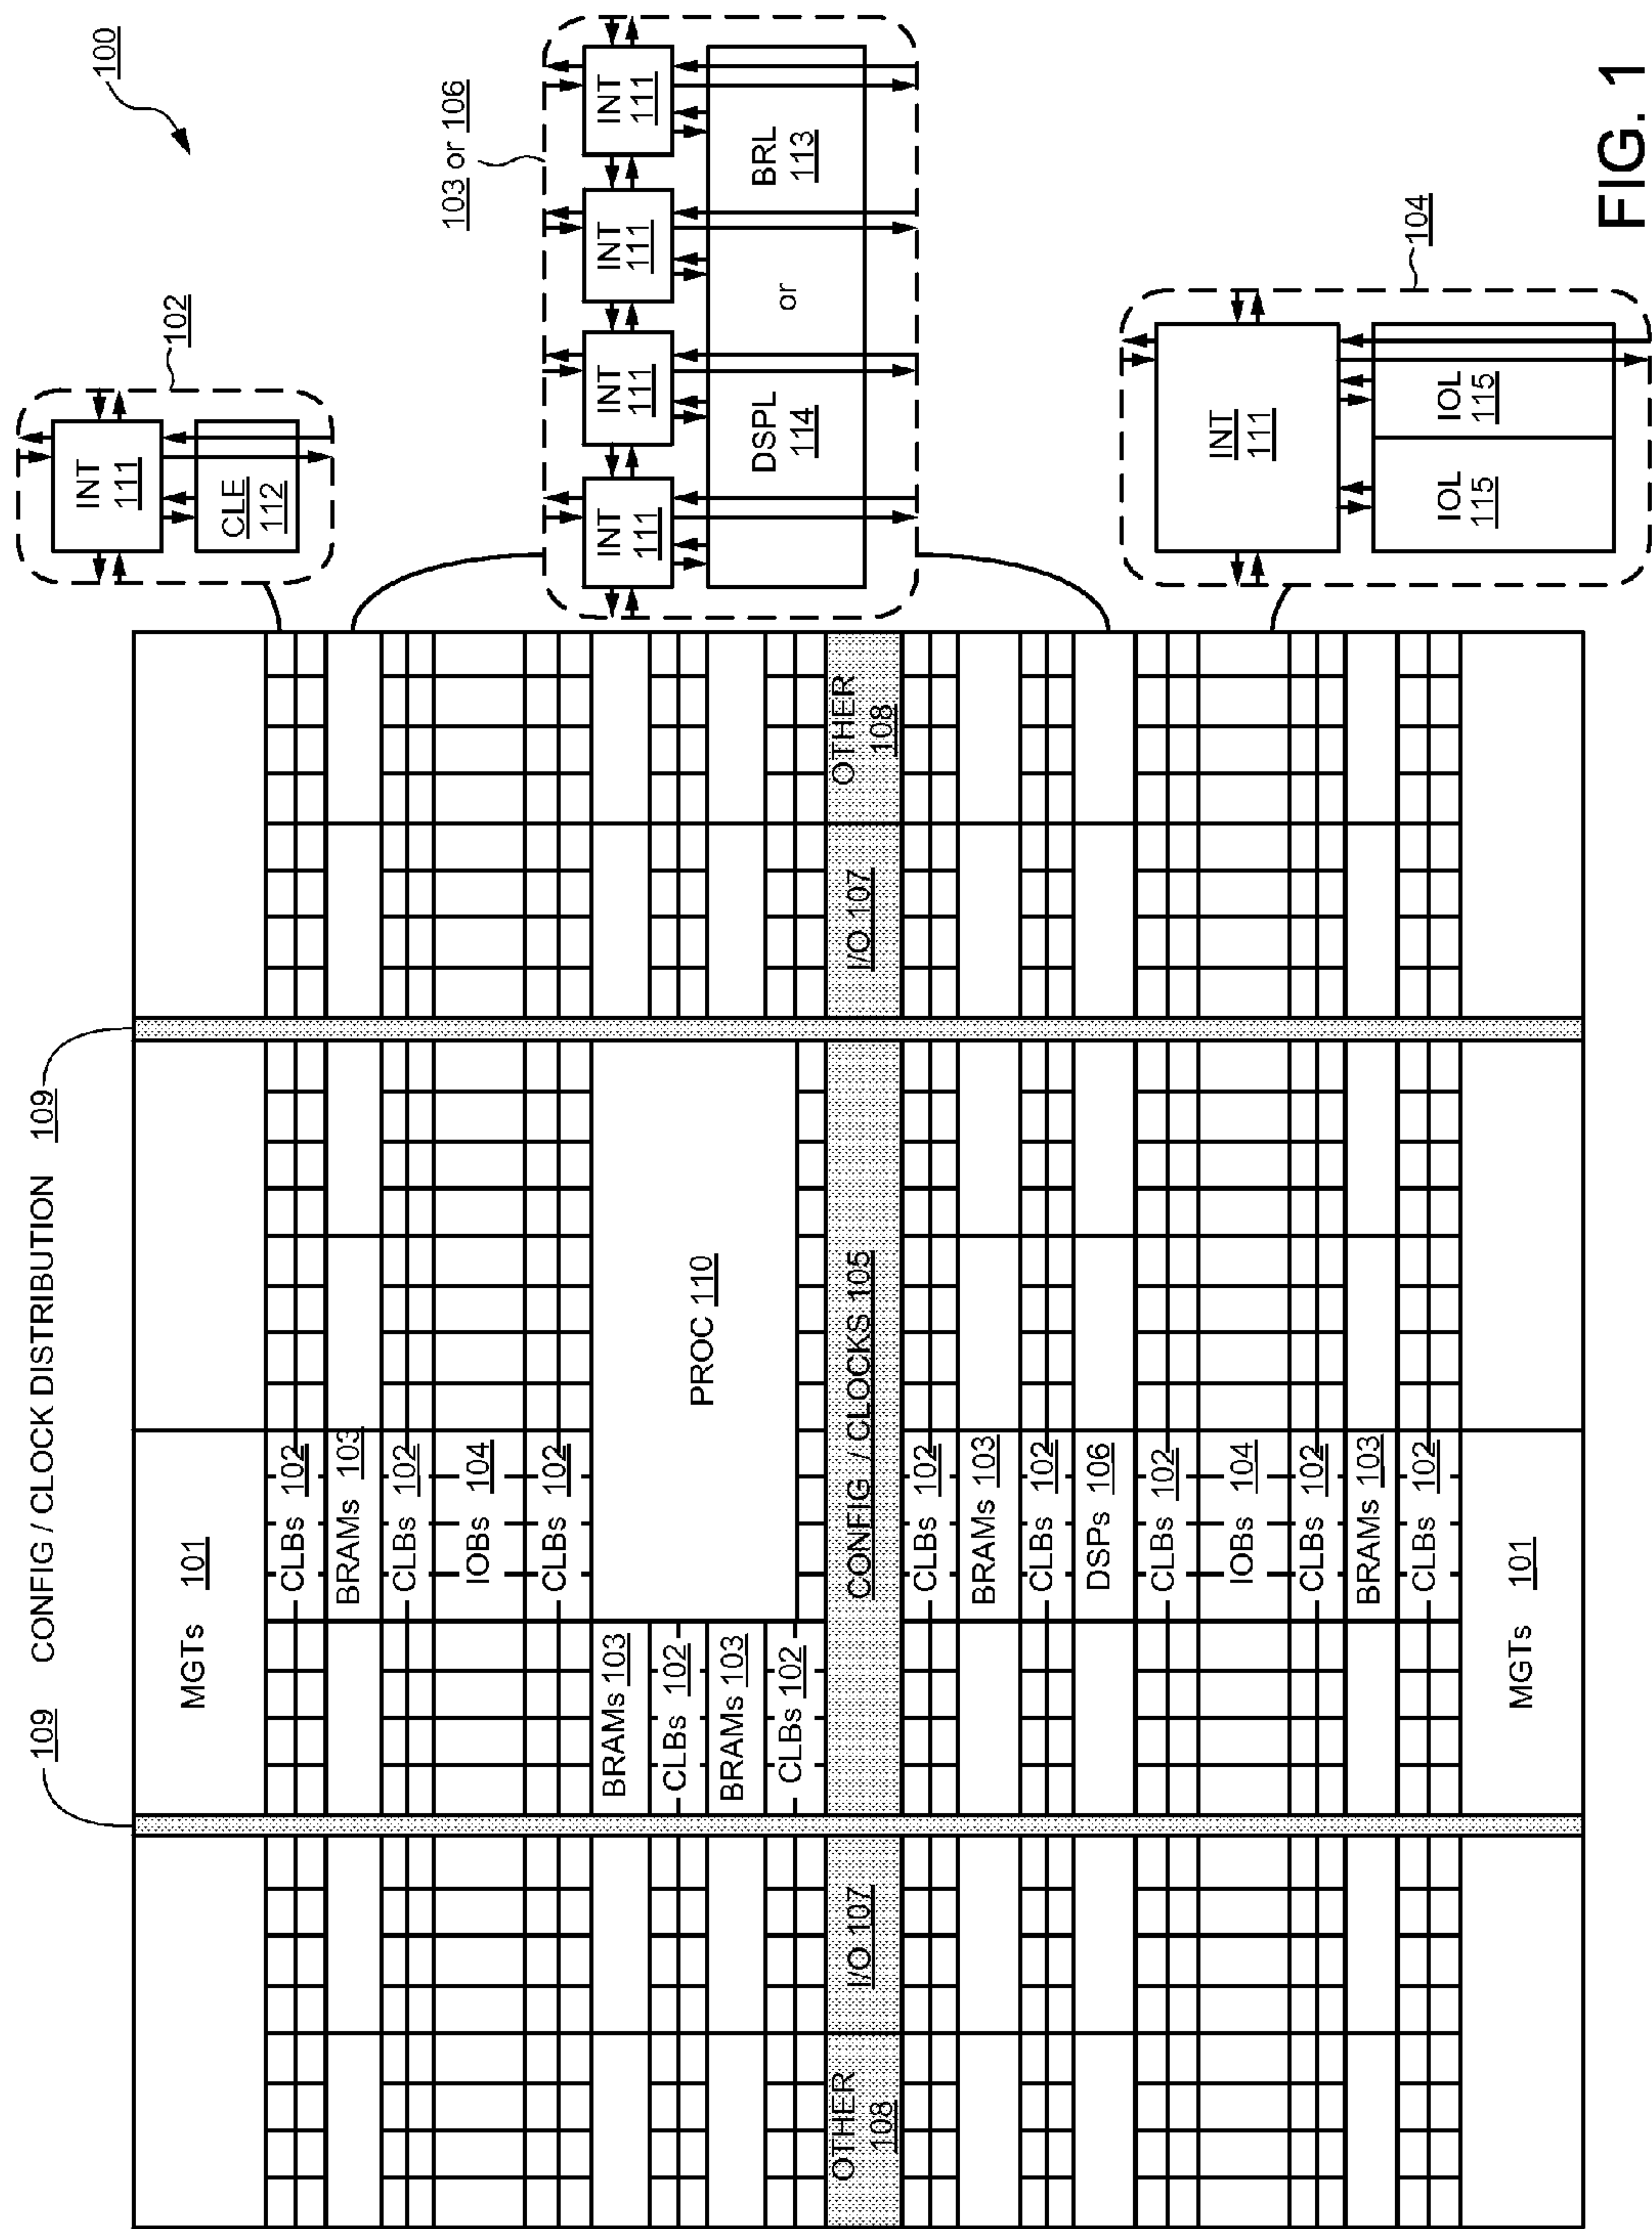 100
CONFIG / CLOCK DISTRIBUTION
109
109
MGTs 101
CLBs 102
BRAMs 103
CLBs 102
IOBs 104
CLBs 102
BRAMs 103
CLBs 102
BRAMs 103
CLBs 102
PROC 110
OTHER
108
I/O 107
CONFIG / CLOCKS 105
I/O 107
OTHER
108
CLBs 102
BRAMs 103
CLBs 102
DSPs 106
CLBs 102
IOBs 104
CLBs 102
BRAMs 103
CLBs 102
MGTs 101
102
INT
111
CLE
112
103 or 106
INT
111
INT
111
INT
111
INT
111
DSPL
114
or
BRL
113
104
INT
111
IOL
115
IOL
115
FIG. 1